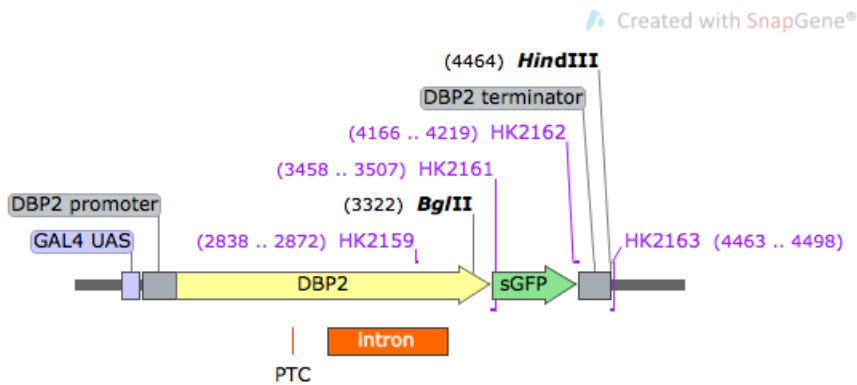 Created with SnapGene®
(4464) HindIII
DBP2 terminator
(4166 .. 4219) HK2162
(3458 .. 3507) HK2161
DBP2 promoter
(3322) BglII
GAL4 UAS
(2838 .. 2872) HK2159
HK2163 (4463 .. 4498)
DBP2
sGFP
intron
PTC